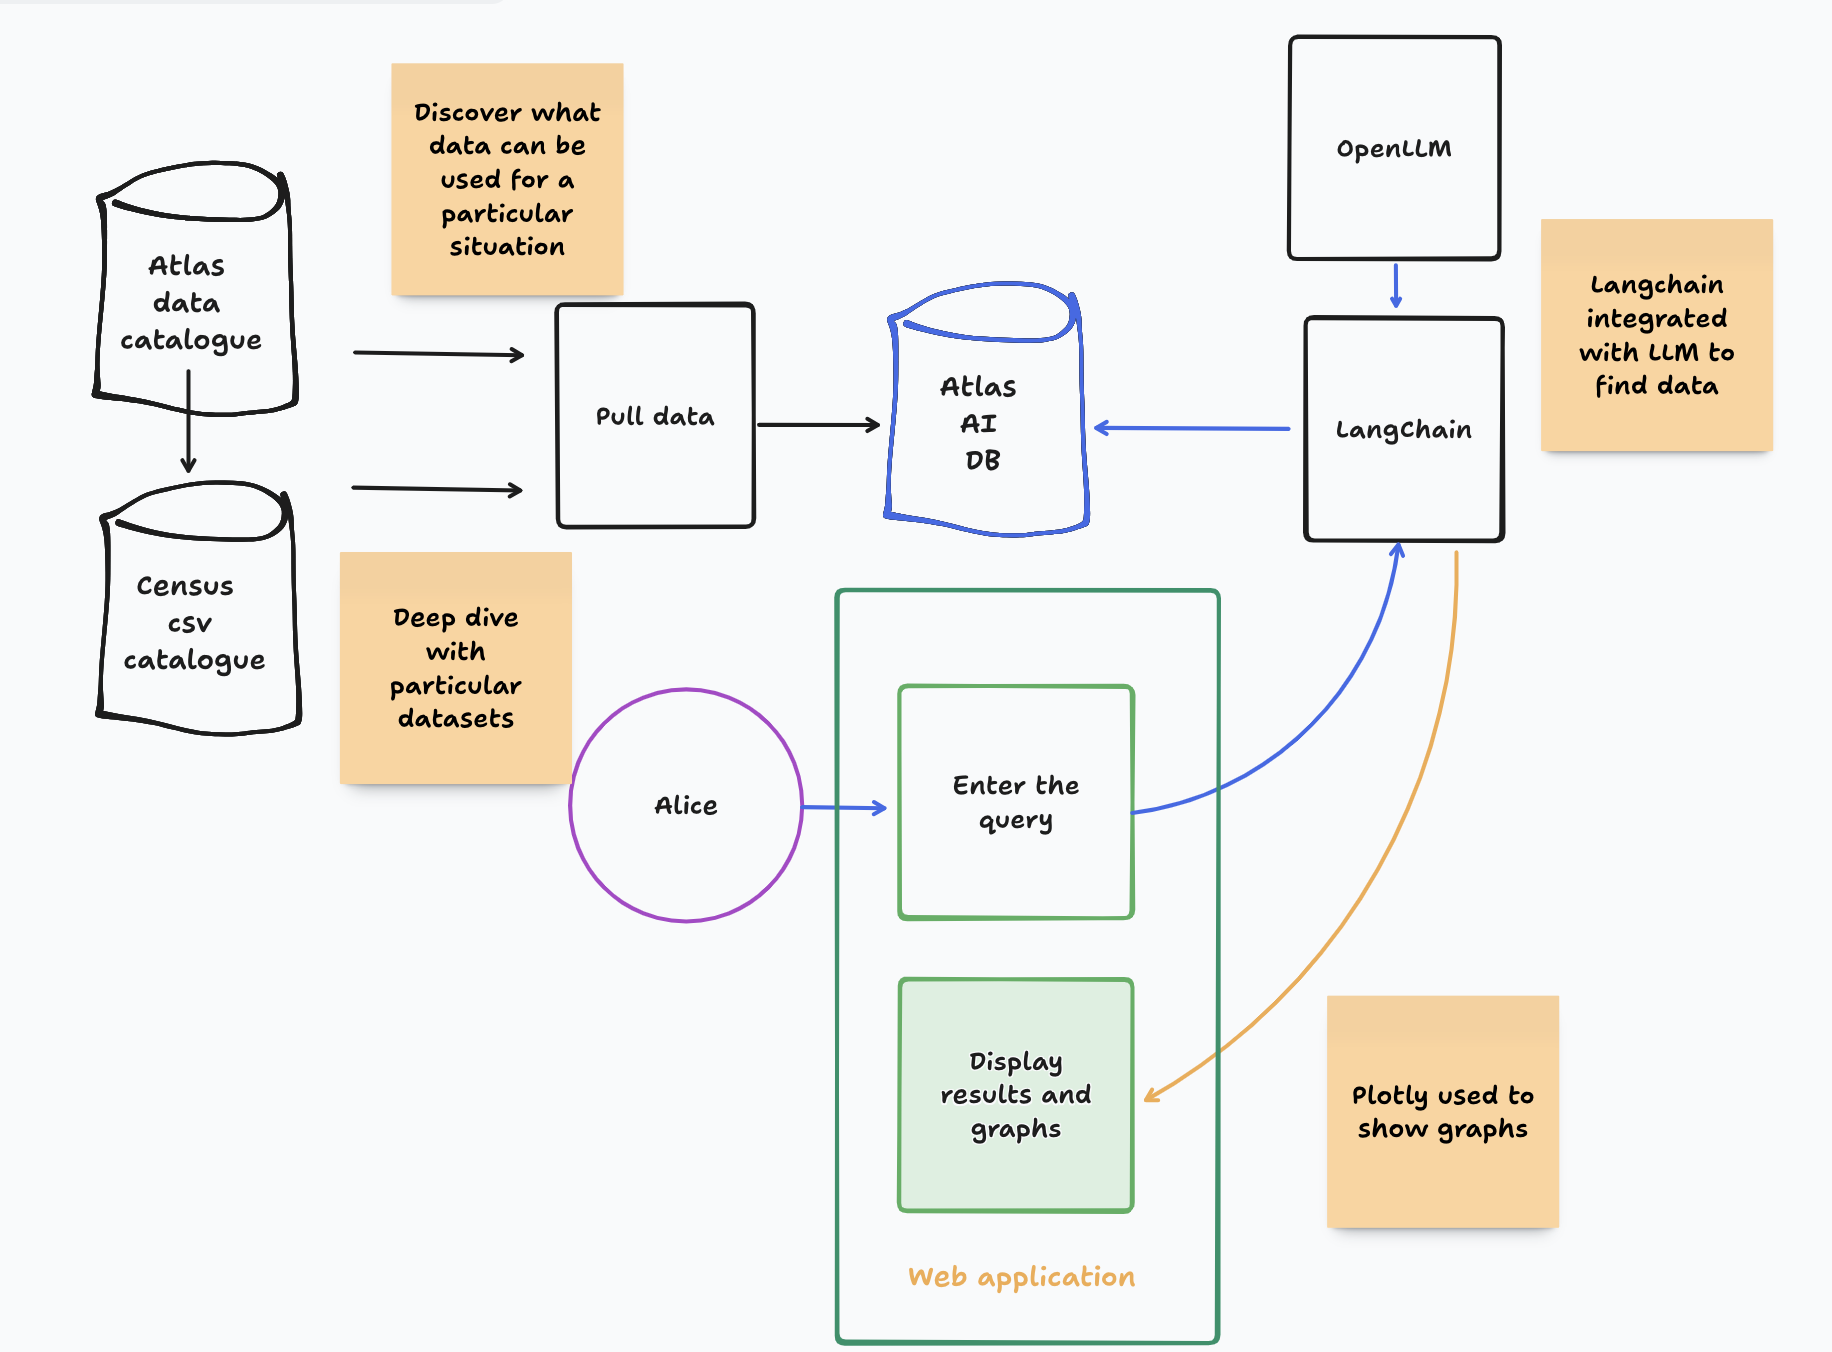 Discover what
data can be
used for a
particular
situation
OpenLLM
Atlas
data
catalogue
Langchain
integrated
with LLM to
find data
Pull data
Atlas
AI
DB
LangChain
Census
csv
catalogue
Deep dive
with
particular
datasets
Alice
Enter the
query
Display
results and
graphs
Plotly used to
show graphs
Web application